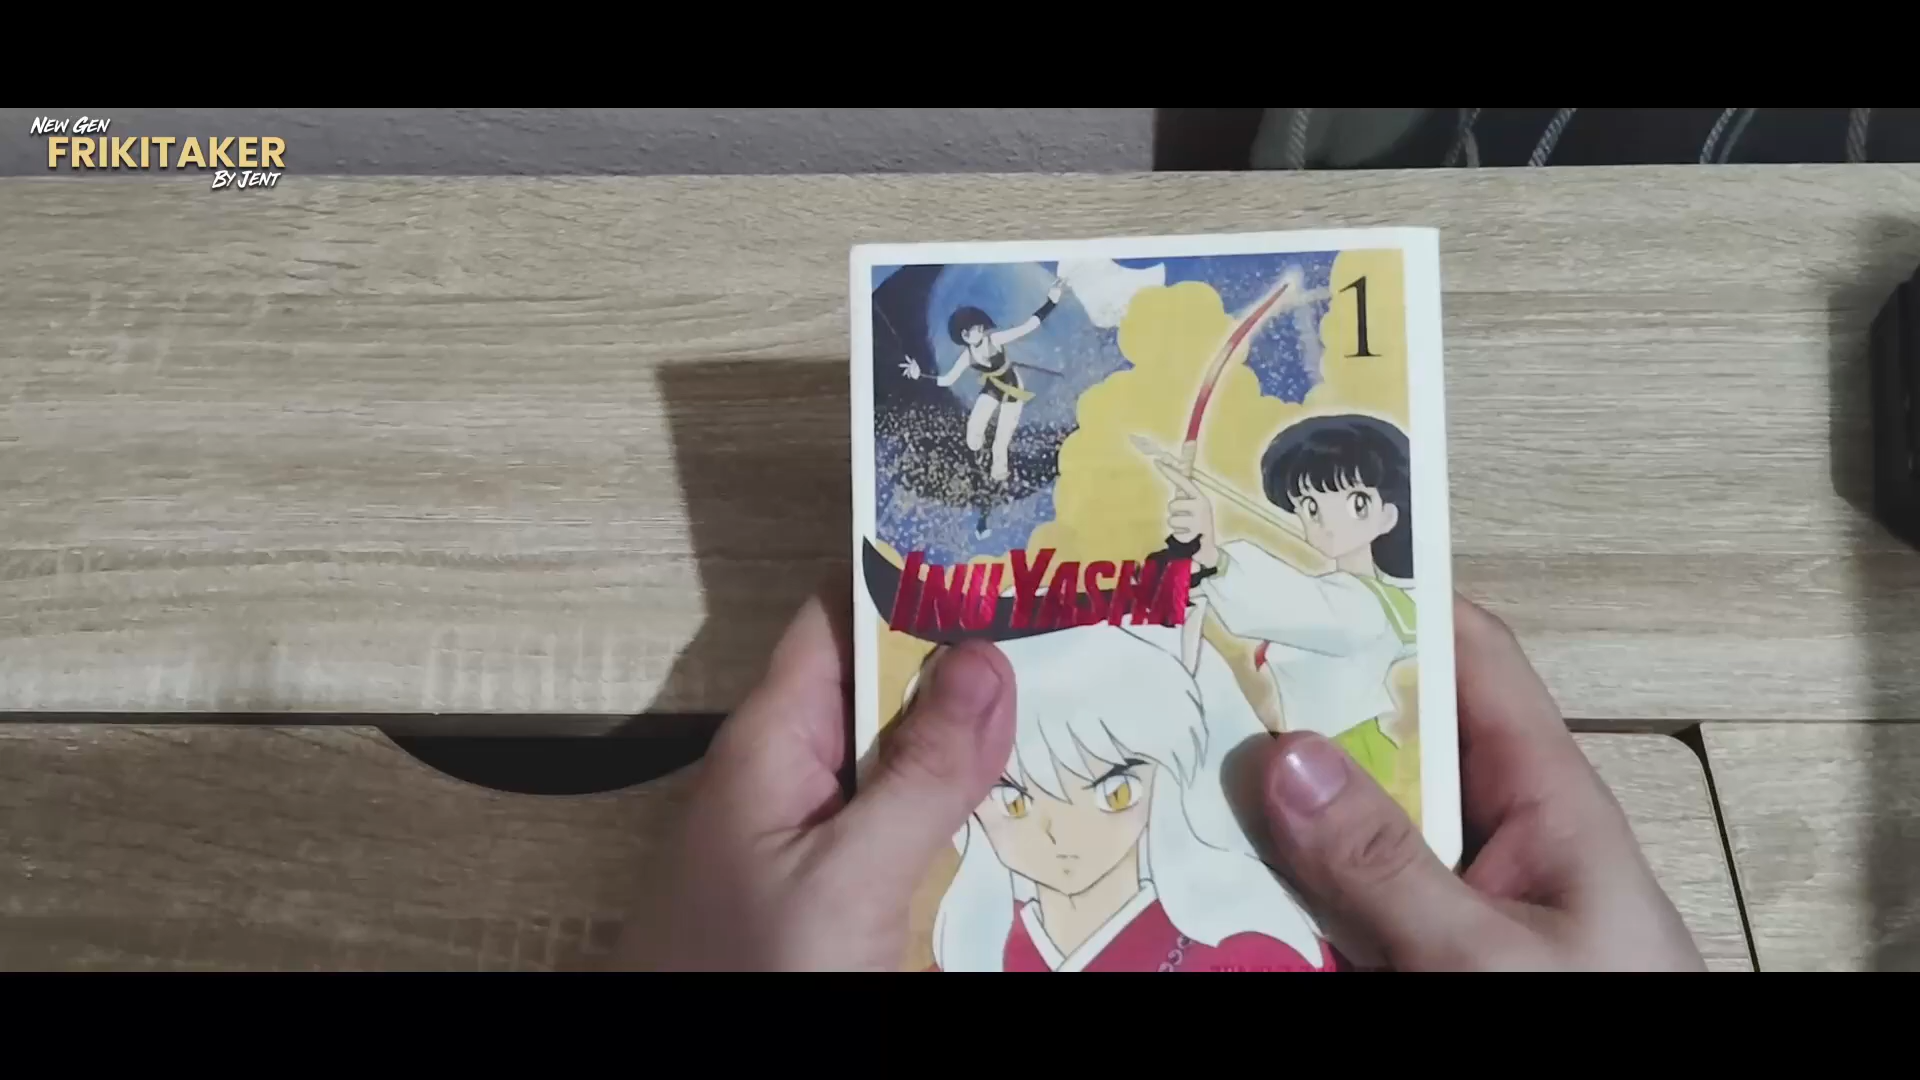 NEW GEN
FRIKITAKER
BY JENT
1
INUYASHA